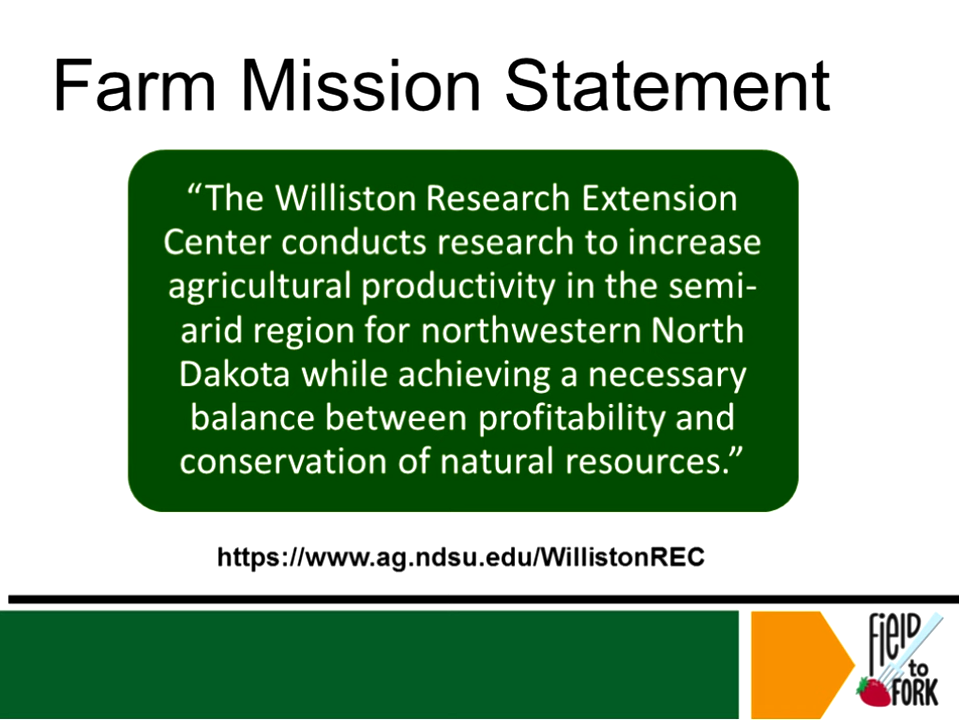 Farm Mission Statement
“The Williston Research Extension
Center conducts research to increase
agricultural productivity in the semi-
arid region for northwestern North
Dakota while achieving a necessary
balance between profitability and
conservation of natural resources.”
https://www.ag.ndsu.edu/WillistonREC
FiELD
to
FORK